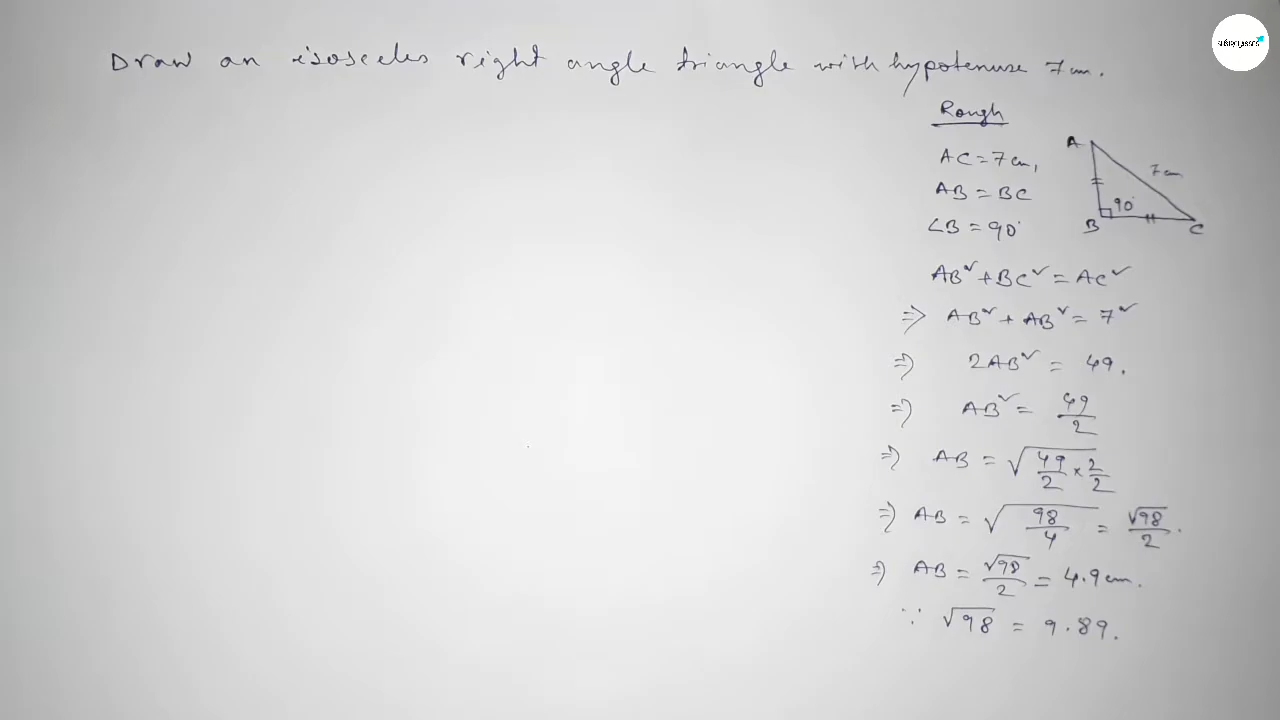 Draw an isosceles right angle triangle with hypotenuse 7cm.
Rough
AC = 7cm,
AB = BC
∠B = 90°
A
7cm
90°
B
C
AB² + BC² = AC²
⇒ AB² + AB² = 7²
⇒ 2AB² = 49.
⇒ AB² = 49/2
⇒ AB = √(49/2 × 2/2)
⇒ AB = √(98/4) = √98/2.
⇒ AB = √98/2 = 4.9cm.
∵ √98 = 9.89.